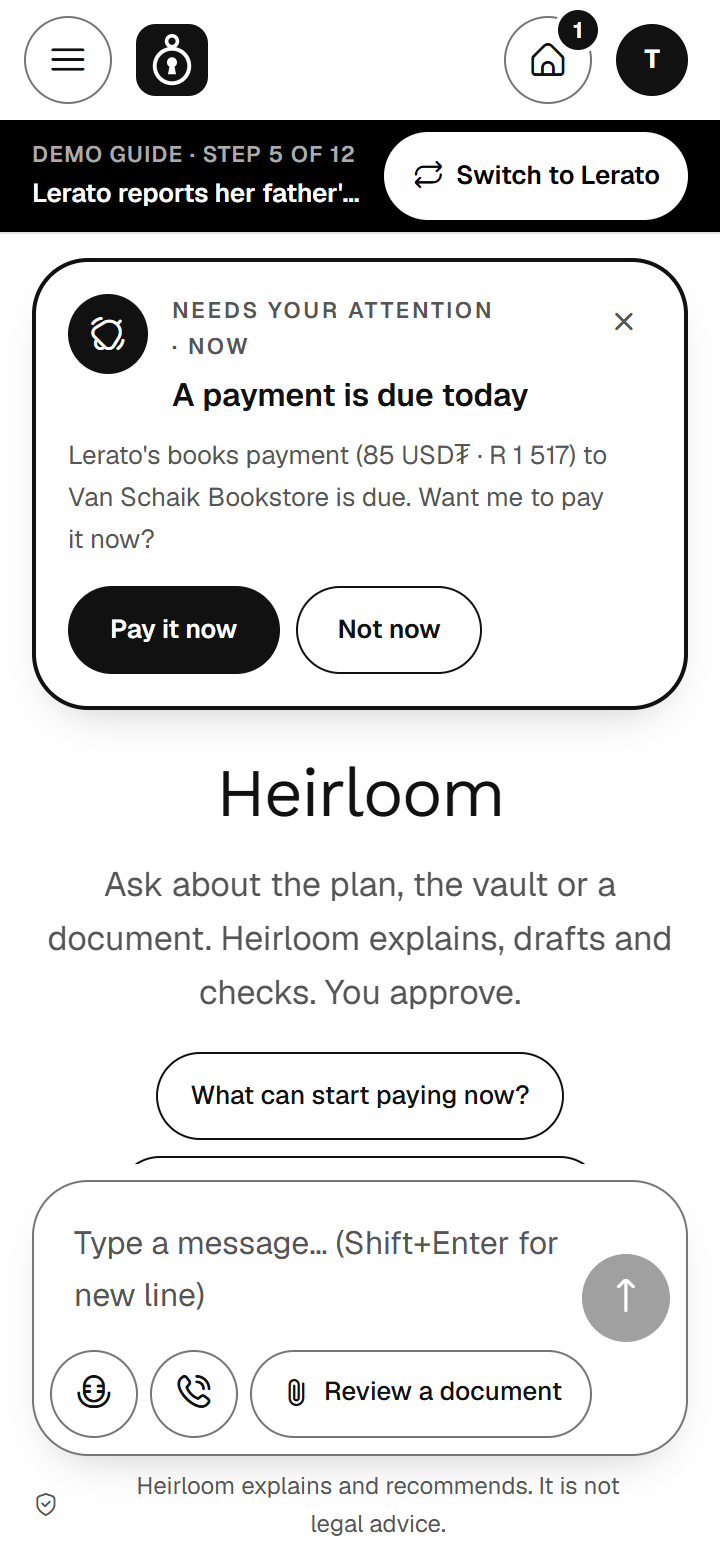 1
T
DEMO GUIDE · STEP 5 OF 12
Lerato reports her father'...
Switch to Lerato
NEEDS YOUR ATTENTION
· NOW
A payment is due today
Lerato's books payment (85 USD₮ · R 1 517) to
Van Schaik Bookstore is due. Want me to pay
it now?
Pay it now
Not now
Heirloom
Ask about the plan, the vault or a
document. Heirloom explains, drafts and
checks. You approve.
What can start paying now?
Type a message... (Shift+Enter for
new line)
Review a document
Heirloom explains and recommends. It is not
legal advice.